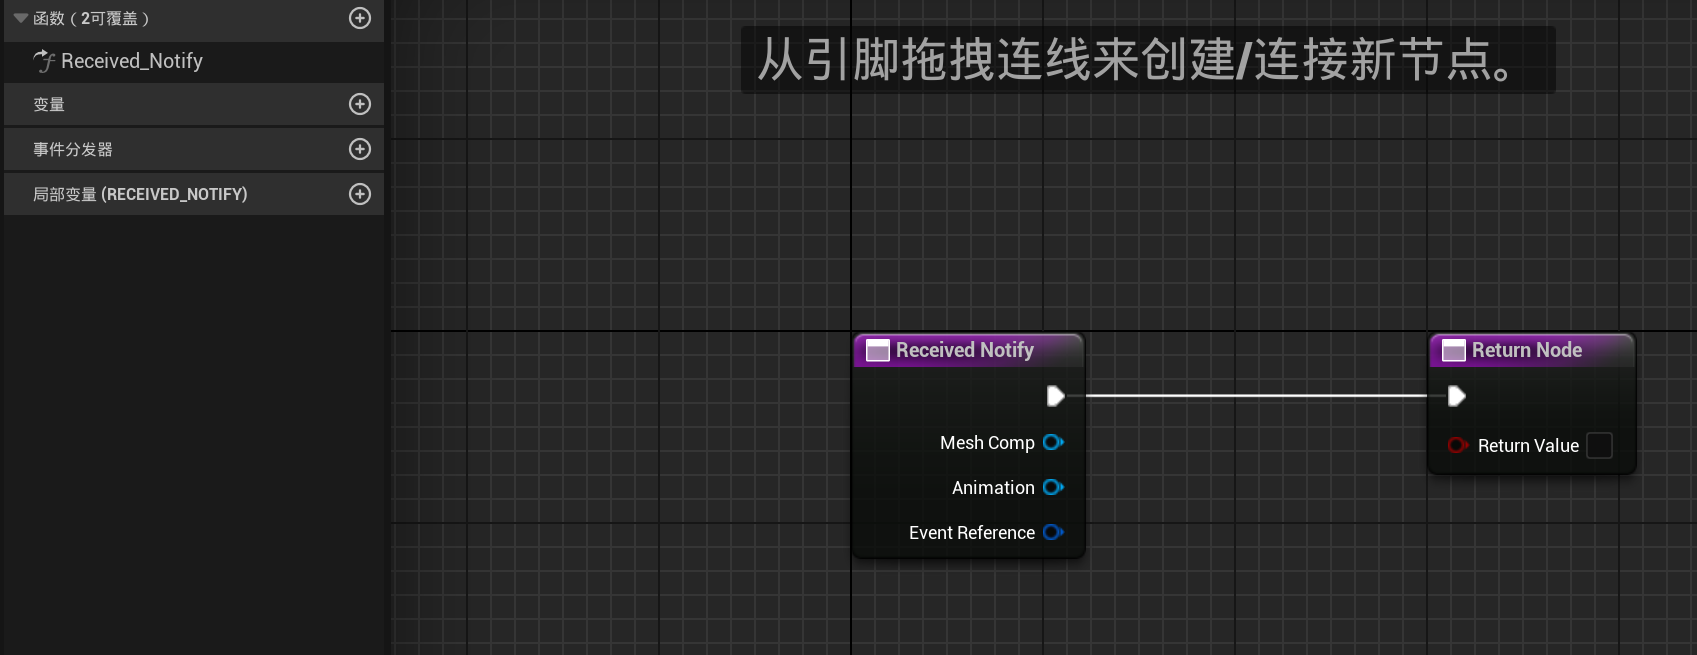 函数（2可覆盖）
Received_Notify
变量
事件分发器
局部变量 (RECEIVED_NOTIFY)
从引脚拖拽连线来创建/连接新节点。
Received Notify
Mesh Comp
Animation
Event Reference
Return Node
Return Value